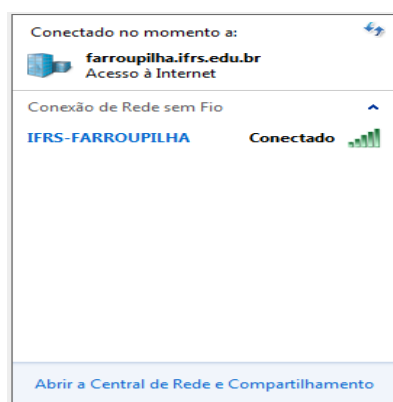 Conectado no momento a:
farroupilha.ifrs.edu.br
Acesso à Internet
Conexão de Rede sem Fio
IFRS-FARROUPILHA Conectado
Abrir a Central de Rede e Compartilhamento